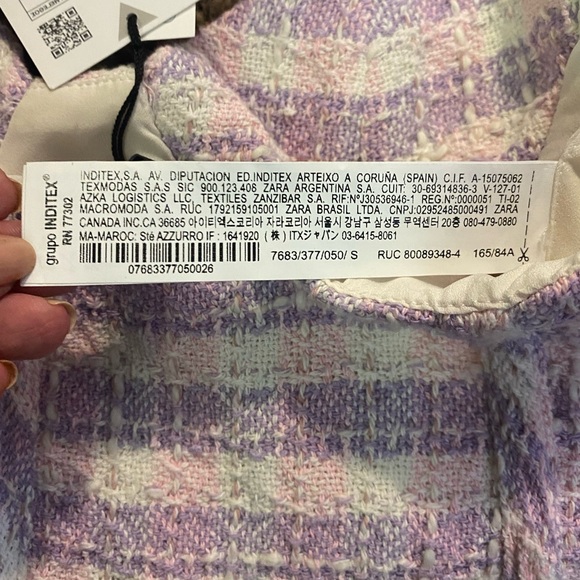 grupo INDITEX®
RN 77302
INDITEX,S.A. AV. DIPUTACION ED.INDITEX ARTEIXO A CORUÑA (SPAIN) C.I.F. A-15075062
TEXMODAS S.A.S SIC 900.123.408 ZARA ARGENTINA S.A. CUIT: 30-69314836-3 V-127-01
AZKA LOGISTICS LLC, TEXTILES ZANZIBAR S.A. RIF:NºJ30536946-1 REG.Nº:0000051 TI-02
MACROMODA S.A. RUC 1792159105001 ZARA BRASIL LTDA. CNPJ:02952485000491 ZARA
CANADA INC.CA 36685 아이티엑스코리아 자라코리아 서울시 강남구 삼성동 무역센터 20층 080-479-0880
MA-MAROC: Sté AZZURRO IF : 1641920 (株) ITXジャパン 03-6415-8061
07683377050026
7683/377/050/ S
RUC 80089348-4
165/84A